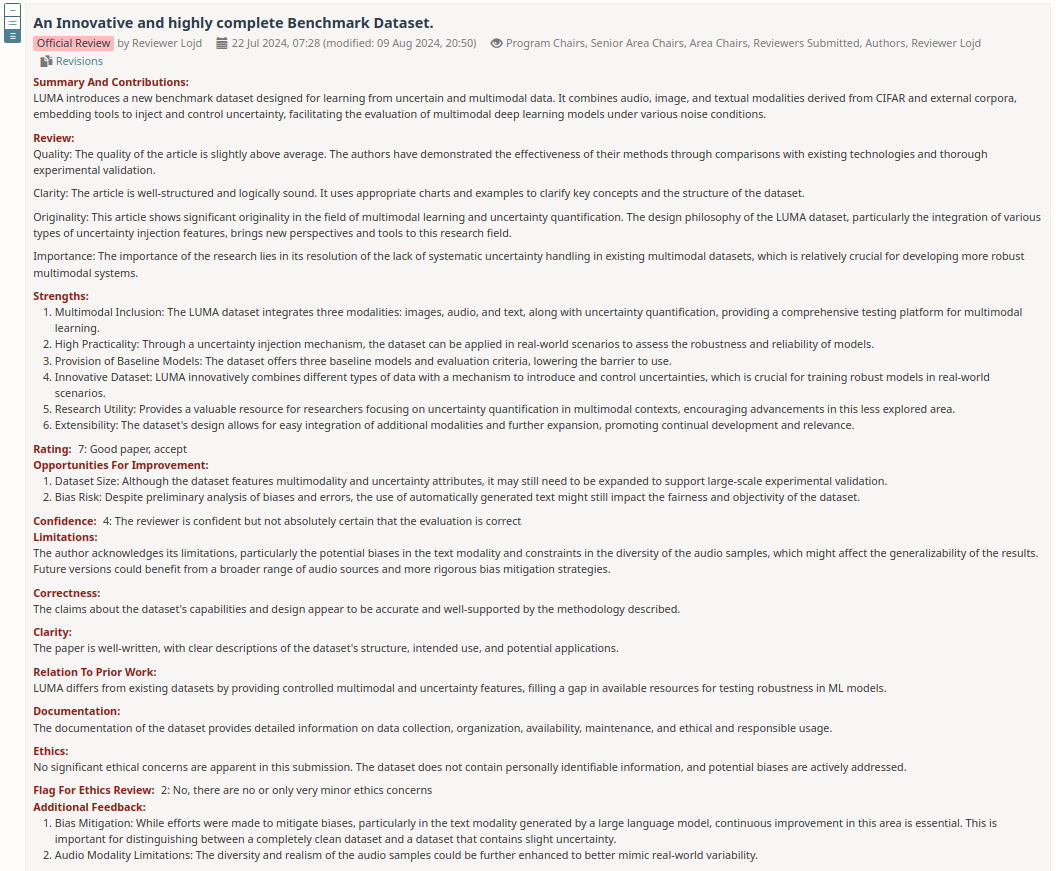 An Innovative and highly complete Benchmark Dataset.
Official Review by Reviewer Lojd 22 Jul 2024, 07:28 (modified: 09 Aug 2024, 20:50) Program Chairs, Senior Area Chairs, Area Chairs, Reviewers Submitted, Authors, Reviewer Lojd
Revisions
Summary And Contributions:
LUMA introduces a new benchmark dataset designed for learning from uncertain and multimodal data. It combines audio, image, and textual modalities derived from CIFAR and external corpora,
embedding tools to inject and control uncertainty, facilitating the evaluation of multimodal deep learning models under various noise conditions.
Review:
Quality: The quality of the article is slightly above average. The authors have demonstrated the effectiveness of their methods through comparisons with existing technologies and thorough
experimental validation.
Clarity: The article is well-structured and logically sound. It uses appropriate charts and examples to clarify key concepts and the structure of the dataset.
Originality: This article shows significant originality in the field of multimodal learning and uncertainty quantification. The design philosophy of the LUMA dataset, particularly the integration of various
types of uncertainty injection features, brings new perspectives and tools to this research field.
Importance: The importance of the research lies in its resolution of the lack of systematic uncertainty handling in existing multimodal datasets, which is relatively crucial for developing more robust
multimodal systems.
Strengths:
1. Multimodal Inclusion: The LUMA dataset integrates three modalities: images, audio, and text, along with uncertainty quantification, providing a comprehensive testing platform for multimodal
learning.
2. High Practicality: Through a uncertainty injection mechanism, the dataset can be applied in real-world scenarios to assess the robustness and reliability of models.
3. Provision of Baseline Models: The dataset offers three baseline models and evaluation criteria, lowering the barrier to use.
4. Innovative Dataset: LUMA innovatively combines different types of data with a mechanism to introduce and control uncertainties, which is crucial for training robust models in real-world
scenarios.
5. Research Utility: Provides a valuable resource for researchers focusing on uncertainty quantification in multimodal contexts, encouraging advancements in this less explored area.
6. Extensibility: The dataset's design allows for easy integration of additional modalities and further expansion, promoting continual development and relevance.
Rating: 7: Good paper, accept
Opportunities For Improvement:
1. Dataset Size: Although the dataset features multimodality and uncertainty attributes, it may still need to be expanded to support large-scale experimental validation.
2. Bias Risk: Despite preliminary analysis of biases and errors, the use of automatically generated text might still impact the fairness and objectivity of the dataset.
Confidence: 4: The reviewer is confident but not absolutely certain that the evaluation is correct
Limitations:
The author acknowledges its limitations, particularly the potential biases in the text modality and constraints in the diversity of the audio samples, which might affect the generalizability of the results.
Future versions could benefit from a broader range of audio sources and more rigorous bias mitigation strategies.
Correctness:
The claims about the dataset's capabilities and design appear to be accurate and well-supported by the methodology described.
Clarity:
The paper is well-written, with clear descriptions of the dataset's structure, intended use, and potential applications.
Relation To Prior Work:
LUMA differs from existing datasets by providing controlled multimodal and uncertainty features, filling a gap in available resources for testing robustness in ML models.
Documentation:
The documentation of the dataset provides detailed information on data collection, organization, availability, maintenance, and ethical and responsible usage.
Ethics:
No significant ethical concerns are apparent in this submission. The dataset does not contain personally identifiable information, and potential biases are actively addressed.
Flag For Ethics Review: 2: No, there are no or only very minor ethics concerns
Additional Feedback:
1. Bias Mitigation: While efforts were made to mitigate biases, particularly in the text modality generated by a large language model, continuous improvement in this area is essential. This is
important for distinguishing between a completely clean dataset and a dataset that contains slight uncertainty.
2. Audio Modality Limitations: The diversity and realism of the audio samples could be further enhanced to better mimic real-world variability.